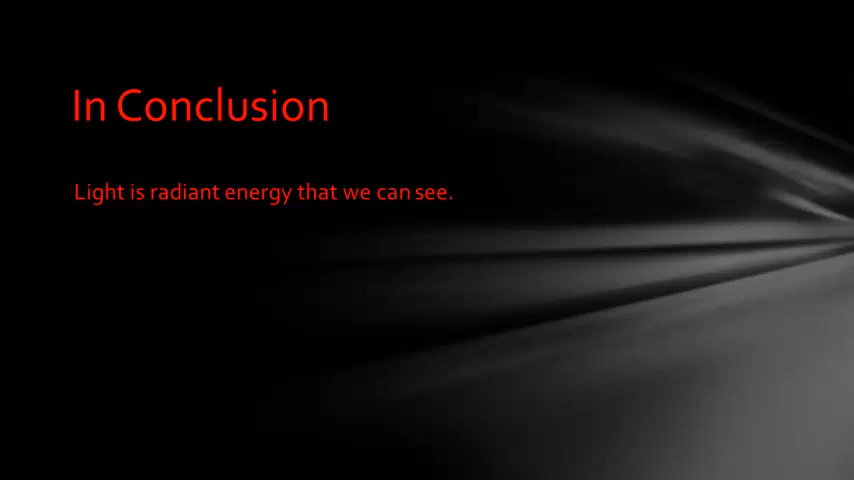 In Conclusion
Light is radiant energy that we can see.